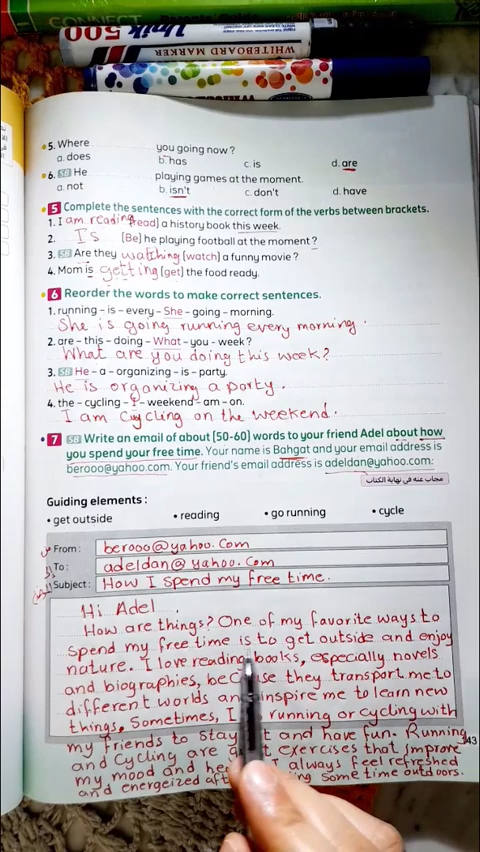 CONNECT
Unik 500
WHITEBOARD MARKER
5. Where you going now?
a. does b. has c. is d. are
6. SB He playing games at the moment.
a. not b. isn't c. don't d. have
5 Complete the sentences with the correct form of the verbs between brackets.
1. I am reading (read) a history book this week.
2. Is (Be) he playing football at the moment?
3. SB Are they watching (watch) a funny movie?
4. Mom is getting (get) the food ready.
6 Reorder the words to make correct sentences.
1. running – is – every – She – going – morning.
She is going running every morning.
2. are – this – doing – What – you – week?
What are you doing this week?
3. SB He – a – organizing – is – party.
He is organizing a party.
4. the – cycling – I – weekend – am – on.
I am Cycling on the weekend.
7 SB Write an email of about (50-60) words to your friend Adel about how
you spend your free time. Your name is Bahgat and your email address is
berooo@yahoo.com. Your friend's email address is adeldan@yahoo.com:
مجاب عنه في نهاية الكتاب
Guiding elements :
• get outside • reading • go running • cycle
From : berooo@yahoo.Com
To : adeldan@yahoo.Com
Subject : How I spend my free time.
Hi Adel
How are things? One of my favorite ways to
spend my free time is to get outside and enjoy
nature. I love reading books, especially novels
and biographies, because they transport me to
different worlds and inspire me to learn new
things. Sometimes, I running or cycling with
my friends to stay and have fun. Running
and Cycling are exercises that improve
my mood and I always feel refreshed
and energeized some time outdoors.
43